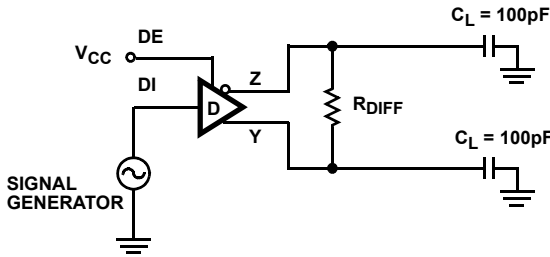 C_L = 100pF
DE
V_CC
DI
Z
D
R_DIFF
Y
C_L = 100pF
SIGNAL
GENERATOR